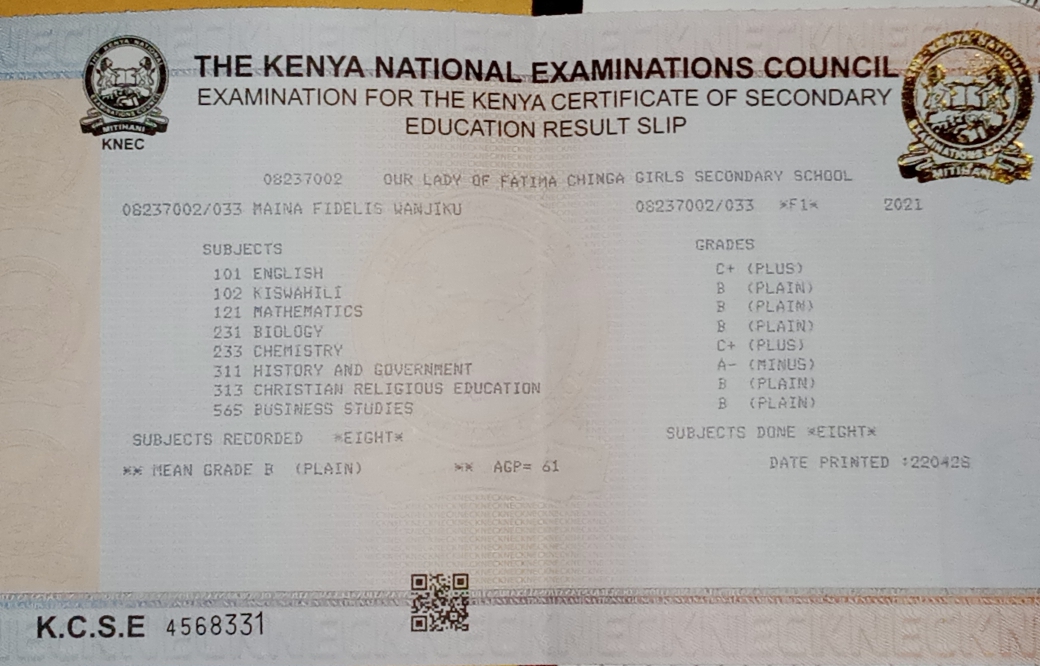 THE KENYA NATIONAL EXAMINATIONS COUNCIL
EXAMINATION FOR THE KENYA CERTIFICATE OF SECONDARY
EDUCATION RESULT SLIP
MITIHANI
KNEC
EXAMINATIONS COUNCIL
MITIHANI
08237002 OUR LADY OF FATIMA CHINGA GIRLS SECONDARY SCHOOL
08237002/033 MAINA FIDELIS WANJIKU 08237002/033 *F1* 2021
SUBJECTS GRADES
101 ENGLISH C+ (PLUS)
102 KISWAHILI B (PLAIN)
121 MATHEMATICS B (PLAIN)
231 BIOLOGY B (PLAIN)
233 CHEMISTRY C+ (PLUS)
311 HISTORY AND GOVERNMENT A- (MINUS)
313 CHRISTIAN RELIGIOUS EDUCATION B (PLAIN)
565 BUSINESS STUDIES B (PLAIN)
SUBJECTS RECORDED *EIGHT* SUBJECTS DONE *EIGHT*
** MEAN GRADE B (PLAIN) ** AGP= 61 DATE PRINTED :220428
K.C.S.E 4568331